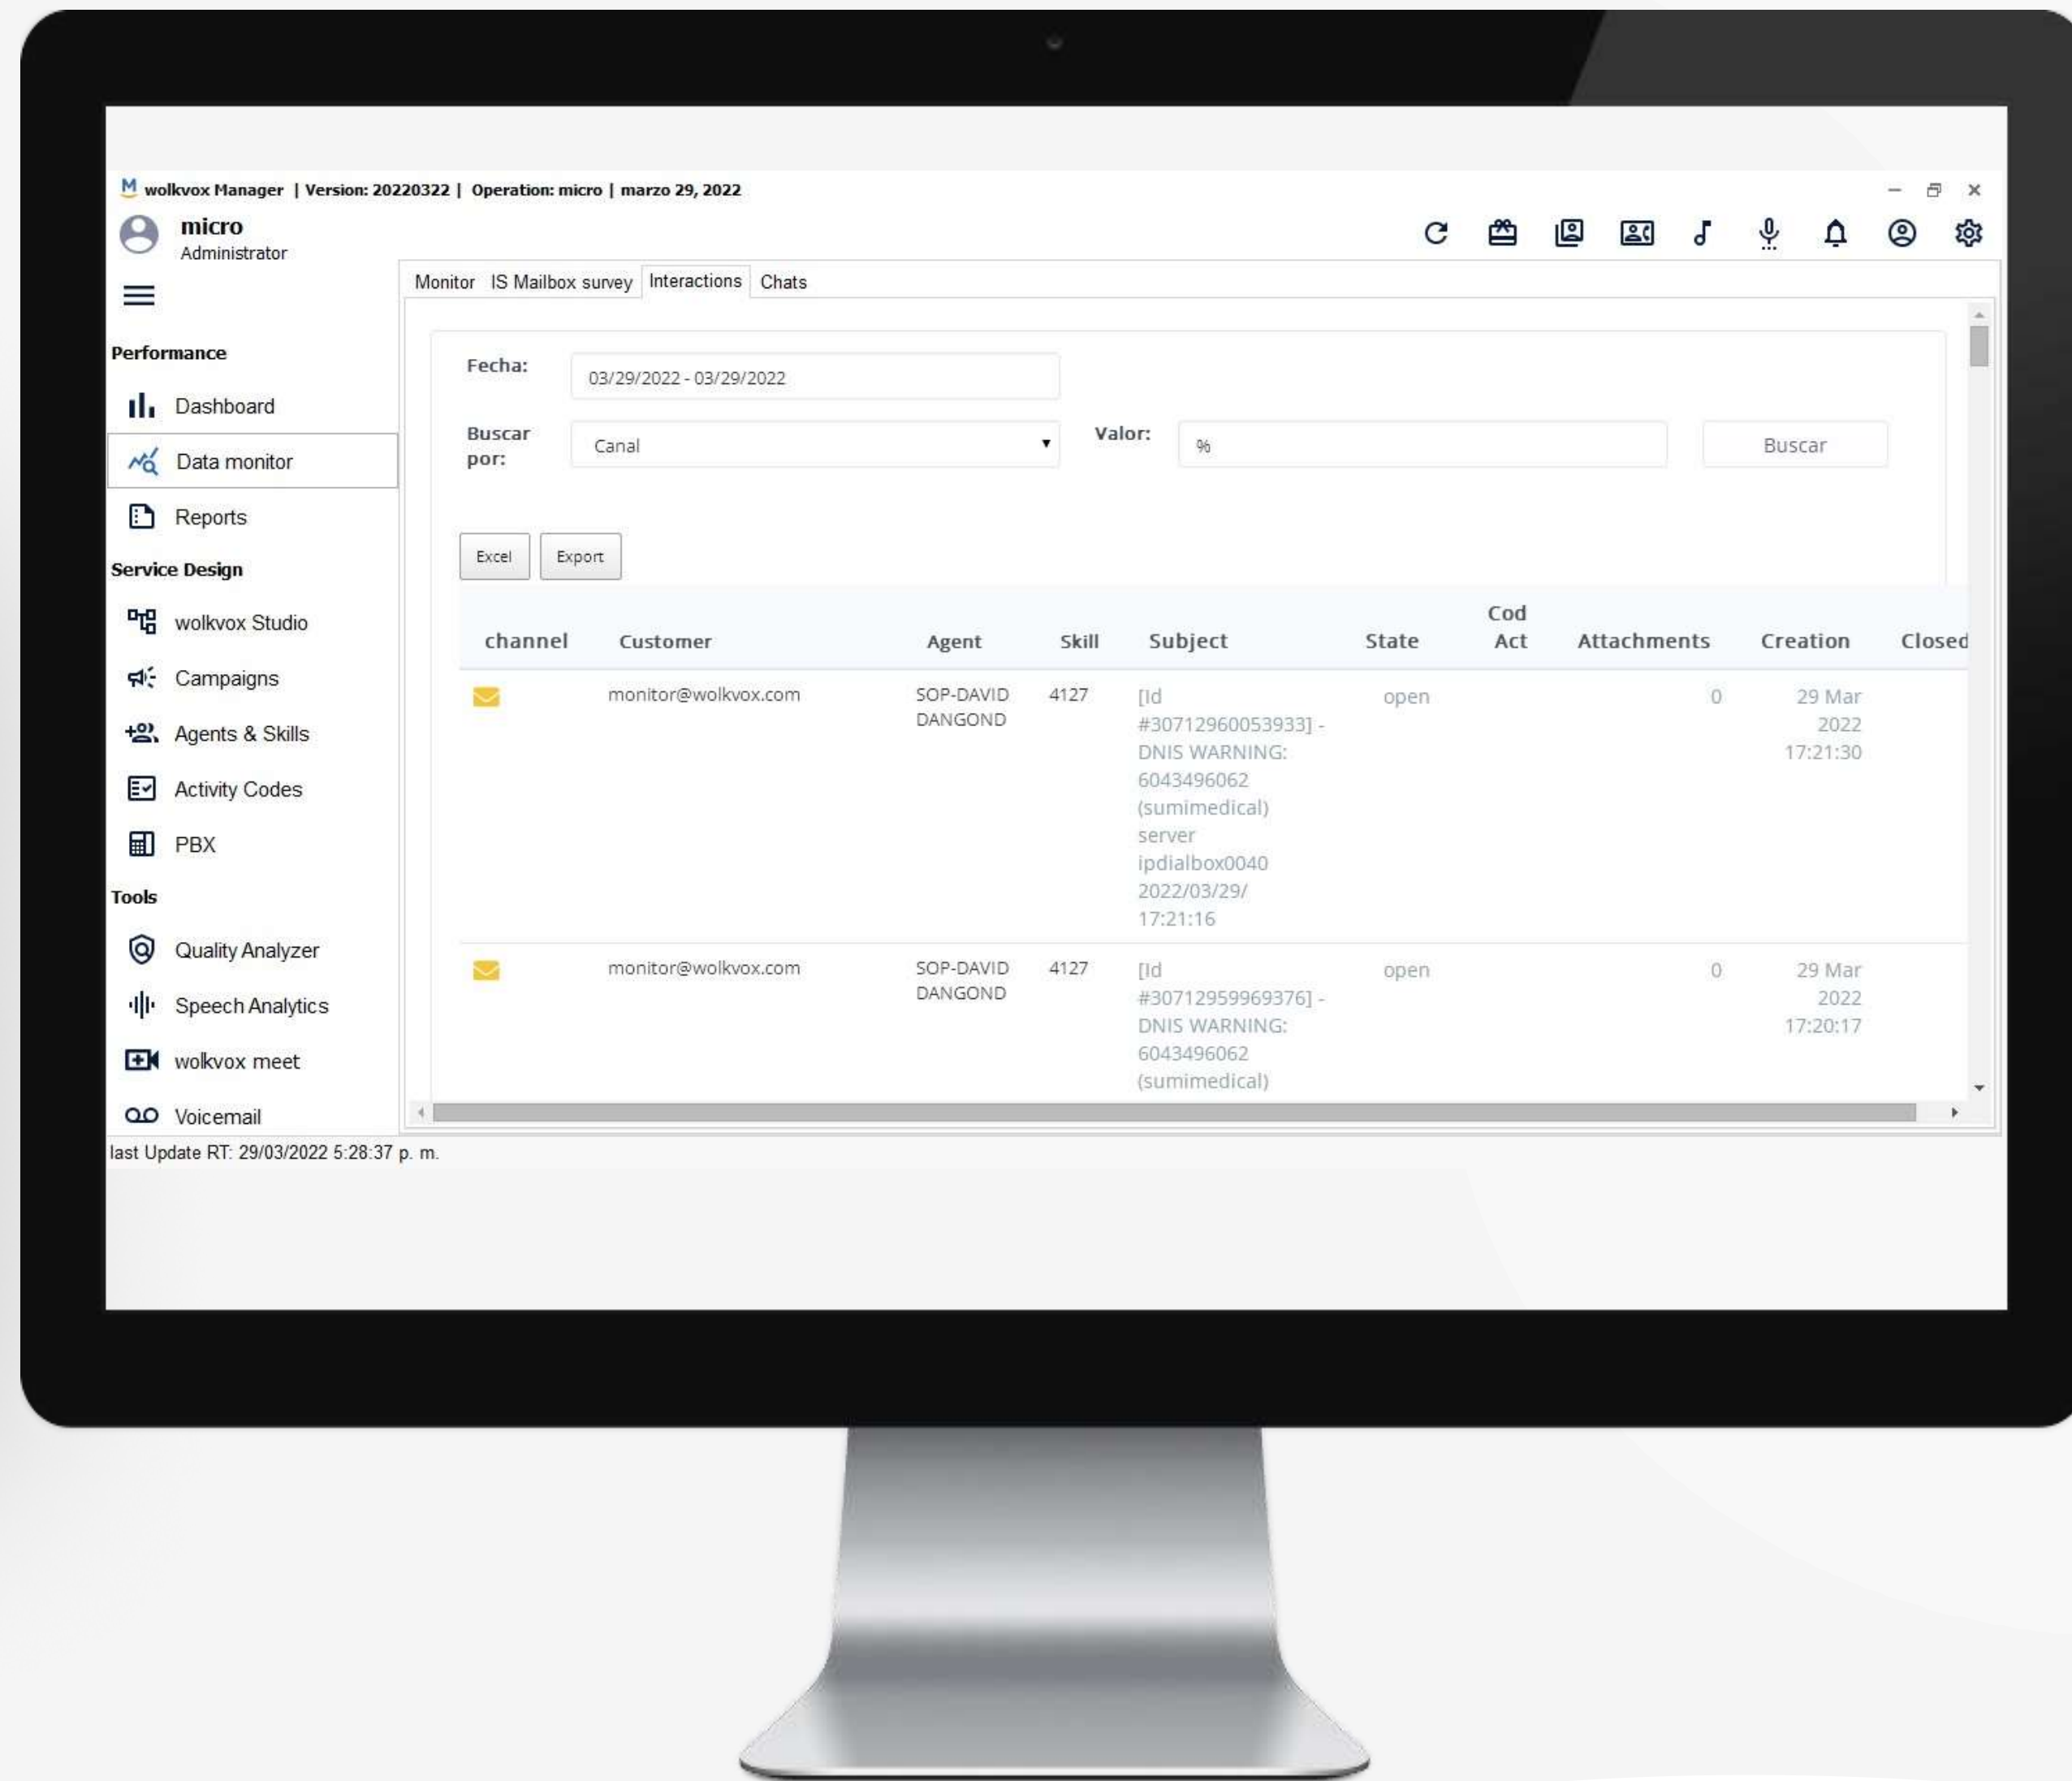 wolkvox Manager | Version: 20220322 | Operation: micro | marzo 29, 2022
micro
Administrator
Monitor IS Mailbox survey Interactions Chats
Performance
Dashboard
Data monitor
Reports
Service Design
wolkvox Studio
Campaigns
Agents & Skills
Activity Codes
PBX
Tools
Quality Analyzer
Speech Analytics
wolkvox meet
Voicemail
Fecha:
03/29/2022 - 03/29/2022
Buscar
por:
Canal
Valor:
%
Buscar
Excel
Export
channel
Customer
Agent
Skill
Subject
State
Cod
Act
Attachments
Creation
Closed
monitor@wolkvox.com
SOP-DAVID
DANGOND
4127
[Id
#30712960053933] -
DNIS WARNING:
6043496062
(sumimedical)
server
ipdialbox0040
2022/03/29/
17:21:16
open
0
29 Mar
2022
17:21:30
monitor@wolkvox.com
SOP-DAVID
DANGOND
4127
[Id
#30712959969376] -
DNIS WARNING:
6043496062
(sumimedical)
open
0
29 Mar
2022
17:20:17
last Update RT: 29/03/2022 5:28:37 p. m.